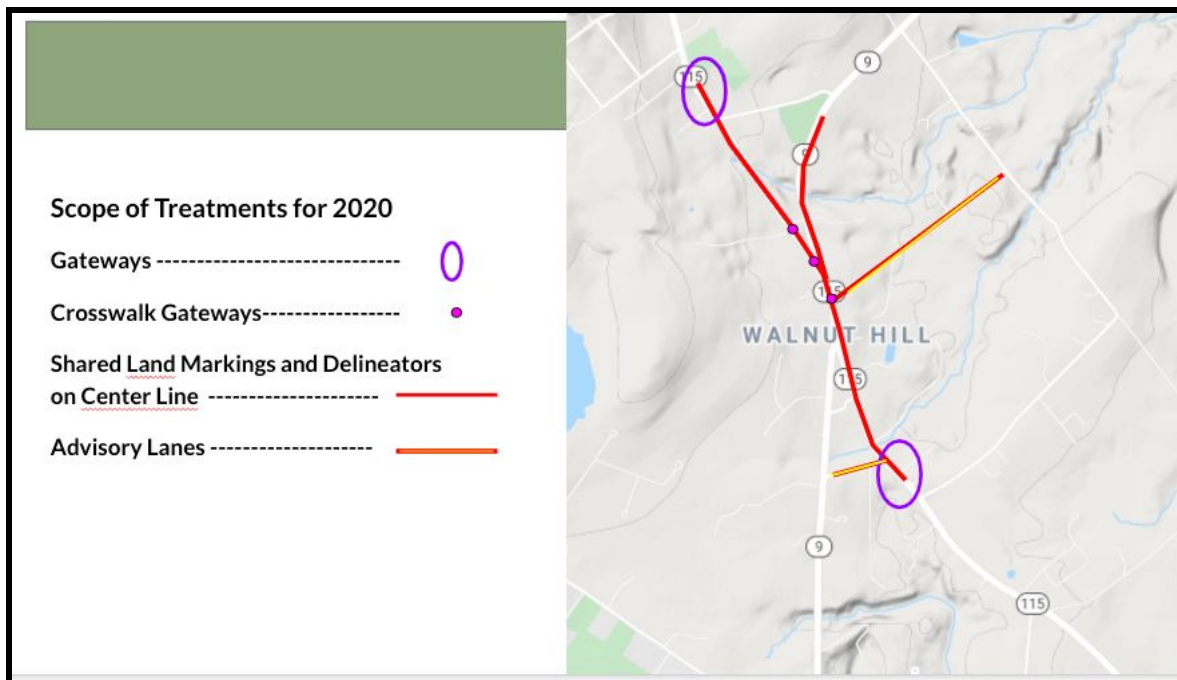 Scope of Treatments for 2020
Gateways ------------------------------
Crosswalk Gateways-----------------
Shared Land Markings and Delineators
on Center Line ---------------------
Advisory Lanes --------------------
115
9
9
115
WALNUT HILL
115
9
115